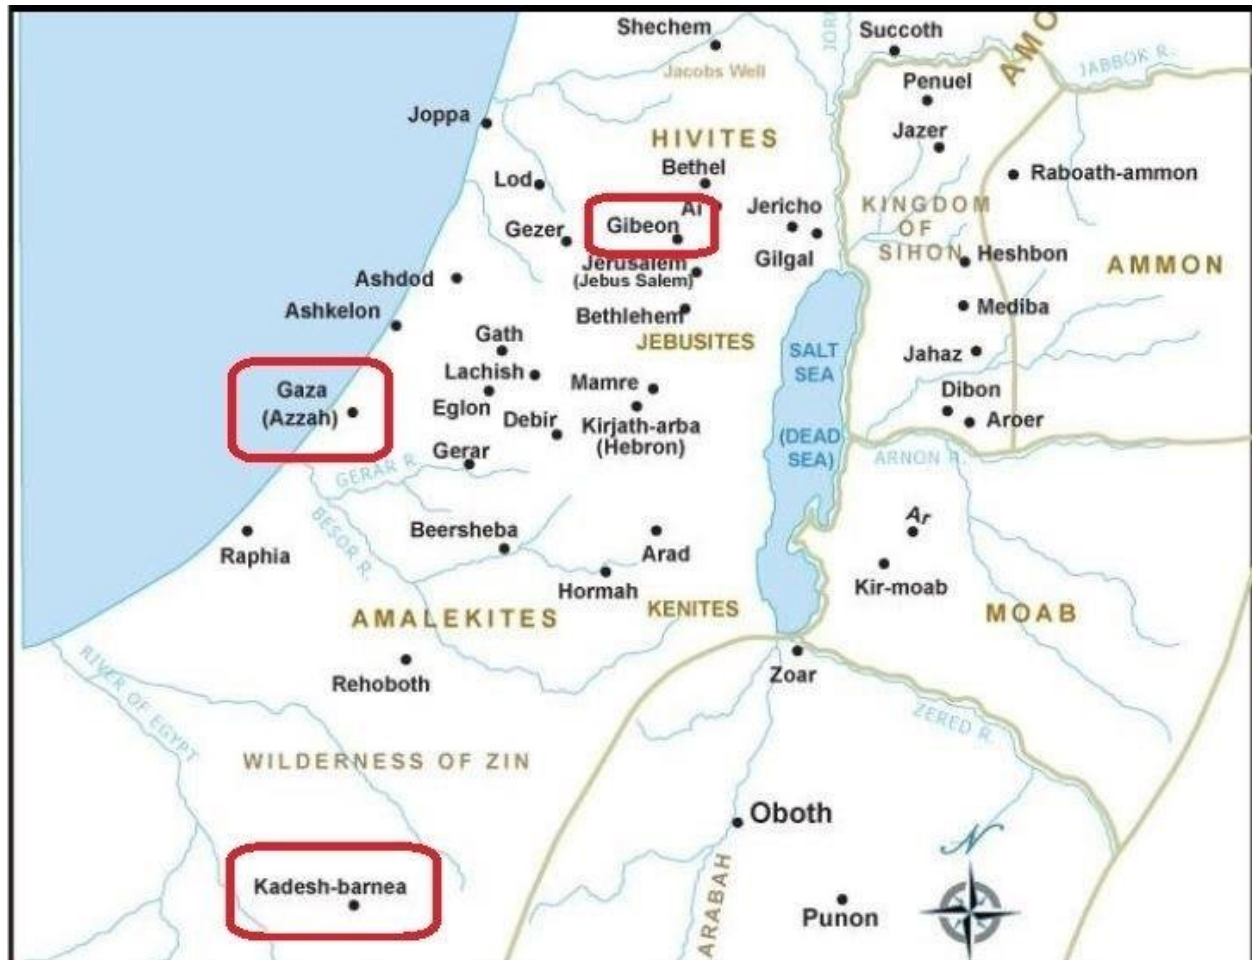 Shechem
Succoth
JORD
AMO
JABBOK R.
Jacobs Well
Penuel
Joppa
Jazer
HIVITES
Bethel
Raboath-ammon
Lod
Ai
Jericho
KINGDOM
OF
SIHON
Gibeon
Gezer
Gilgal
Heshbon
AMMON
Jerusalem
(Jebus Salem)
Ashdod
Ashkelon
Mediba
Bethlehem
Gath
JEBUSITES
SALT
SEA
Jahaz
Lachish
Mamre
Gaza
(Azzah)
Dibon
Eglon
Debir
Kirjath-arba
(Hebron)
Aroer
(DEAD
SEA)
Gerar
GERAR R.
ARNON R.
BESOR R.
Ar
Beersheba
Raphia
Arad
Hormah
Kir-moab
AMALEKITES
KENITES
MOAB
Zoar
Rehoboth
RIVER OF EGYPT
ZERED R.
WILDERNESS OF ZIN
Oboth
N
Kadesh-barnea
ARABAH
Punon